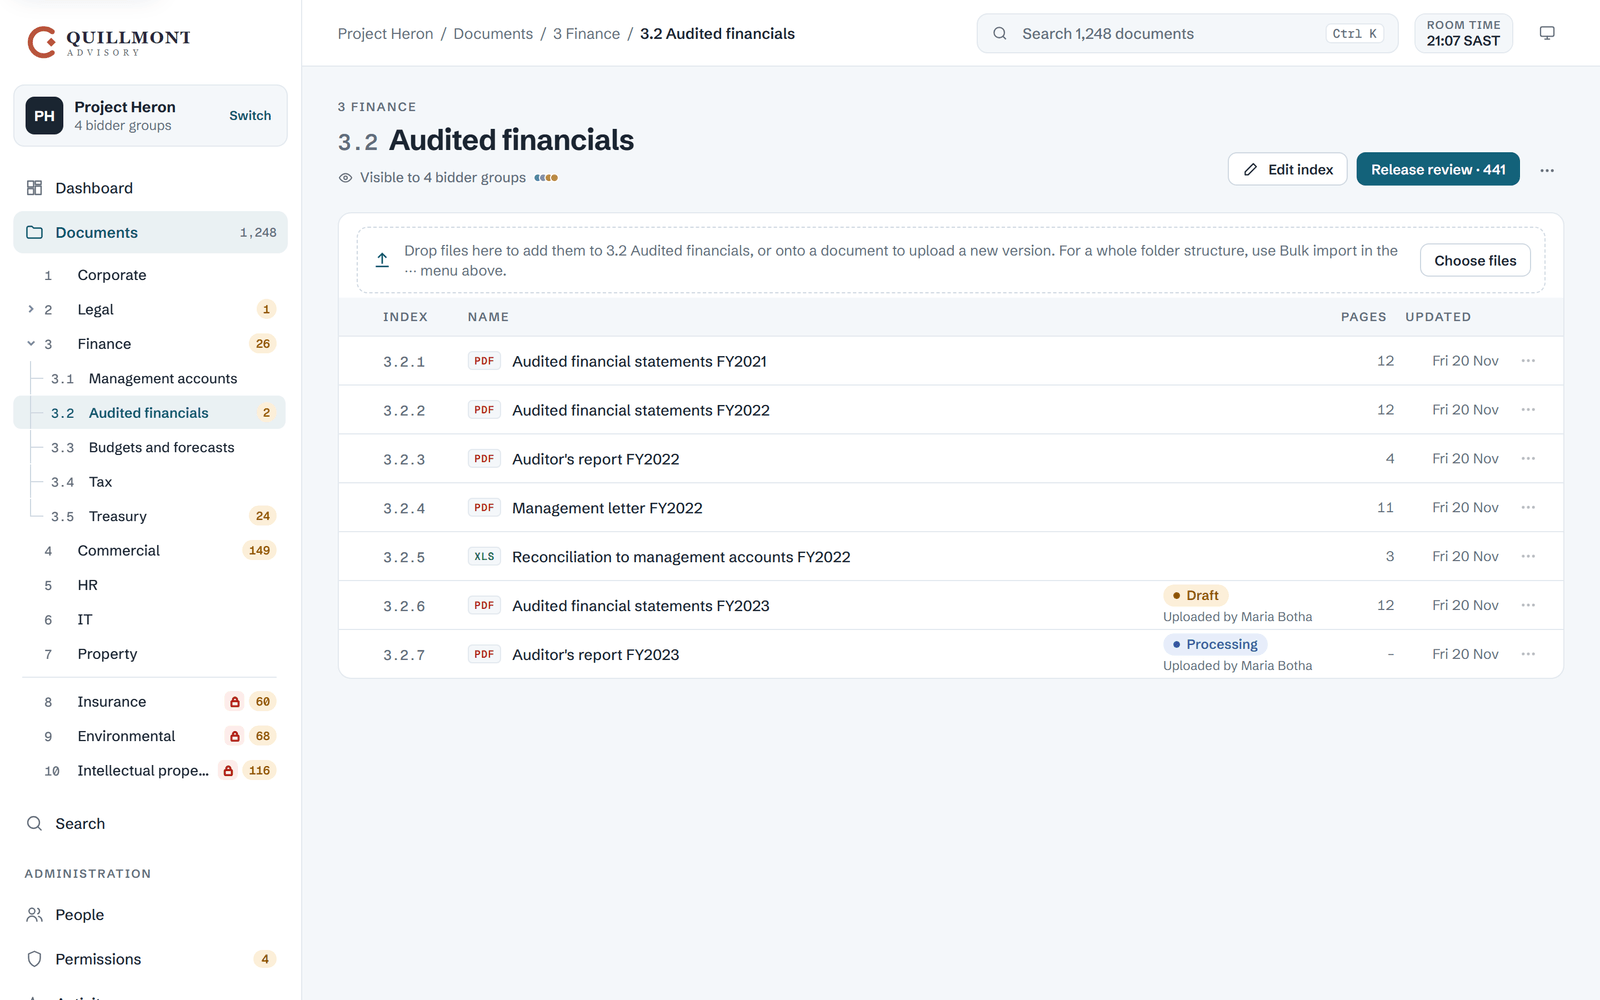 QUILLMONT
ADVISORY
PH
Project Heron
4 bidder groups
Switch
Dashboard
Documents 1,248
1 Corporate
2 Legal 1
3 Finance 26
3.1 Management accounts
3.2 Audited financials 2
3.3 Budgets and forecasts
3.4 Tax
3.5 Treasury 24
4 Commercial 149
5 HR
6 IT
7 Property
8 Insurance 60
9 Environmental 68
10 Intellectual prope... 116
Search
ADMINISTRATION
People
Permissions 4
Project Heron / Documents / 3 Finance / 3.2 Audited financials
Search 1,248 documents Ctrl K
ROOM TIME
21:07 SAST
3 FINANCE
3.2 Audited financials
Visible to 4 bidder groups
Edit index
Release review · 441
Drop files here to add them to 3.2 Audited financials, or onto a document to upload a new version. For a whole folder structure, use Bulk import in the
··· menu above.
Choose files
INDEX NAME PAGES UPDATED
3.2.1 PDF Audited financial statements FY2021 12 Fri 20 Nov
3.2.2 PDF Audited financial statements FY2022 12 Fri 20 Nov
3.2.3 PDF Auditor's report FY2022 4 Fri 20 Nov
3.2.4 PDF Management letter FY2022 11 Fri 20 Nov
3.2.5 XLS Reconciliation to management accounts FY2022 3 Fri 20 Nov
3.2.6 PDF Audited financial statements FY2023 Draft 12 Fri 20 Nov
Uploaded by Maria Botha
3.2.7 PDF Auditor's report FY2023 Processing – Fri 20 Nov
Uploaded by Maria Botha